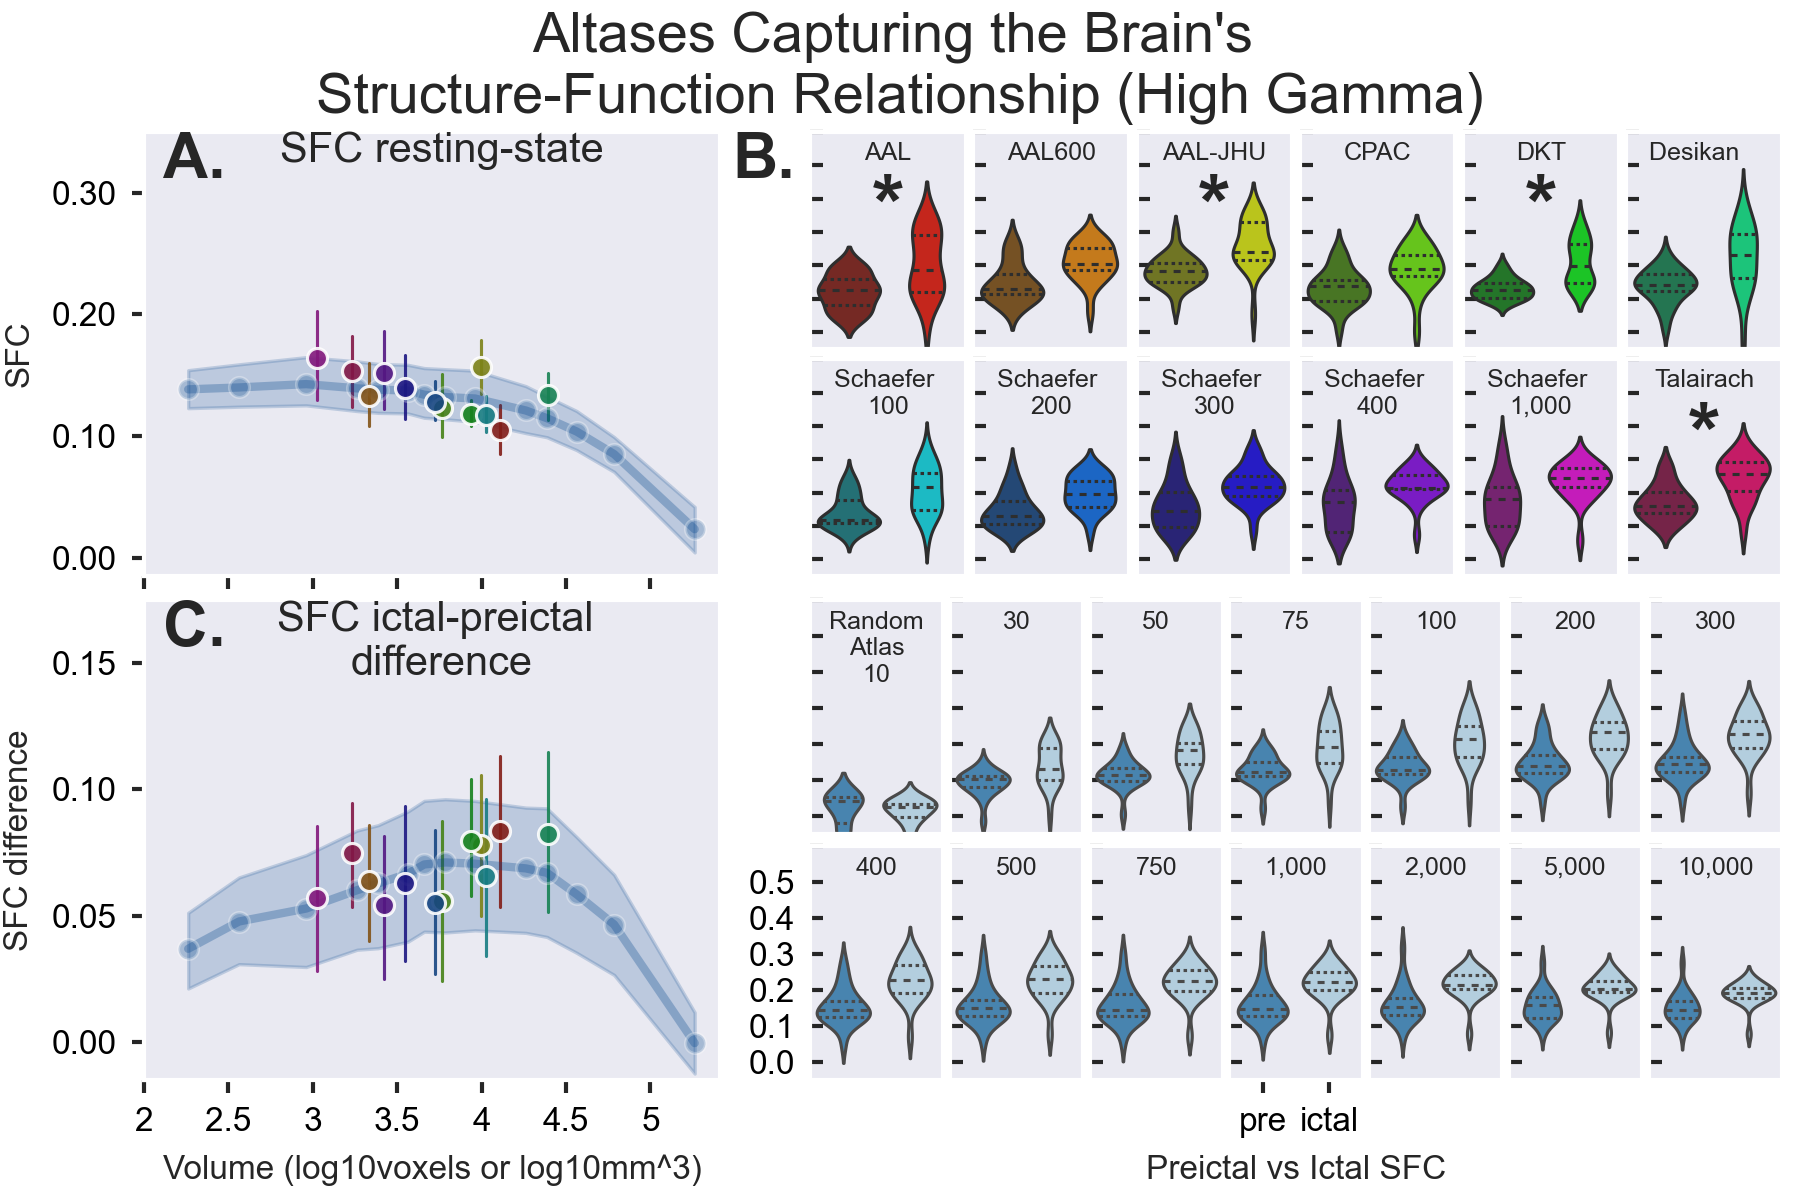 Altases Capturing the Brain's
Structure-Function Relationship (High Gamma)
A.
SFC resting-state
0.30
0.20
0.10
0.00
SFC
B.
AAL
*
AAL600
AAL-JHU
*
CPAC
DKT
*
Desikan
Schaefer
100
Schaefer
200
Schaefer
300
Schaefer
400
Schaefer
1,000
Talairach
*
C.
SFC ictal-preictal
difference
0.15
0.10
0.05
0.00
SFC difference
2 2.5 3 3.5 4 4.5 5
Volume (log10voxels or log10mm^3)
Random
Atlas
10
30
50
75
100
200
300
400
500
750
1,000
2,000
5,000
10,000
0.5
0.4
0.3
0.2
0.1
0.0
pre ictal
Preictal vs Ictal SFC